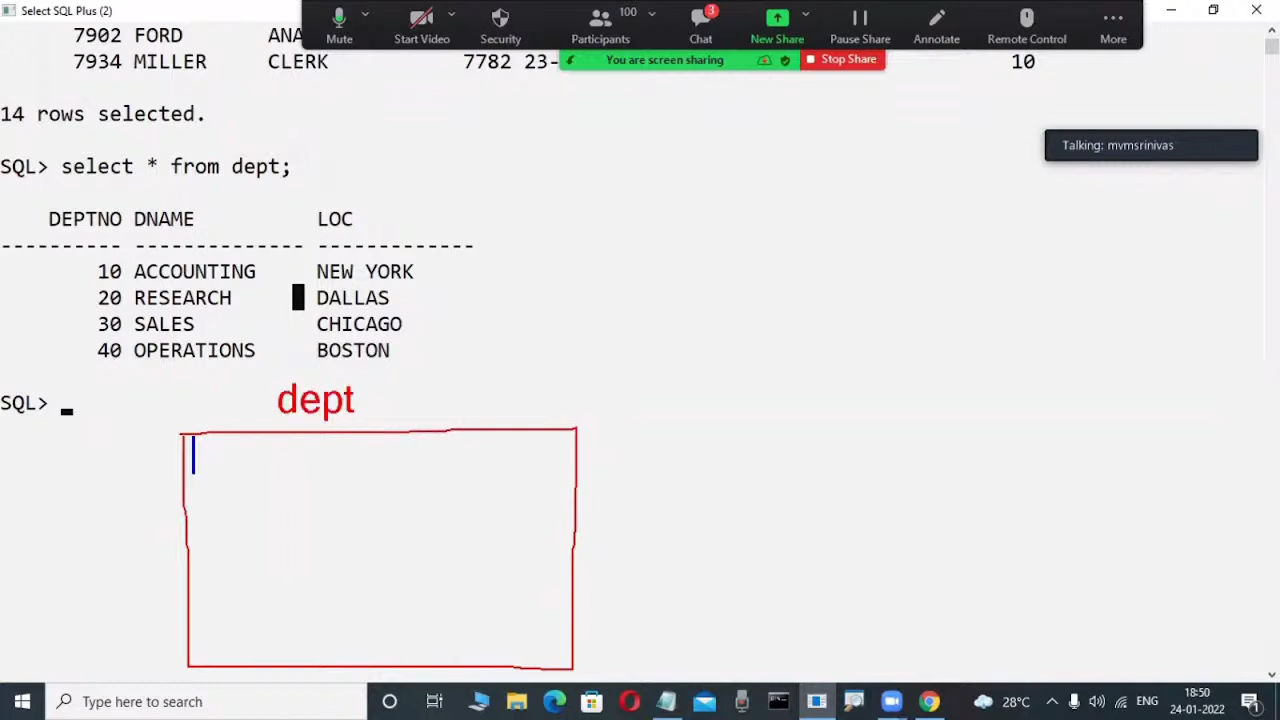 Select SQL Plus (2)
100
3
Mute
Start Video
Security
Participants
Chat
New Share
Pause Share
Annotate
Remote Control
More
You are screen sharing
Stop Share
7902 FORD ANA
7934 MILLER CLERK 7782 23- 10
14 rows selected.
Talking: mvmsrinivas
SQL> select * from dept;
DEPTNO DNAME LOC
---------- -------------- -------------
10 ACCOUNTING NEW YORK
20 RESEARCH DALLAS
30 SALES CHICAGO
40 OPERATIONS BOSTON
SQL>
dept
Type here to search
28°C
ENG
18:50
24-01-2022
1